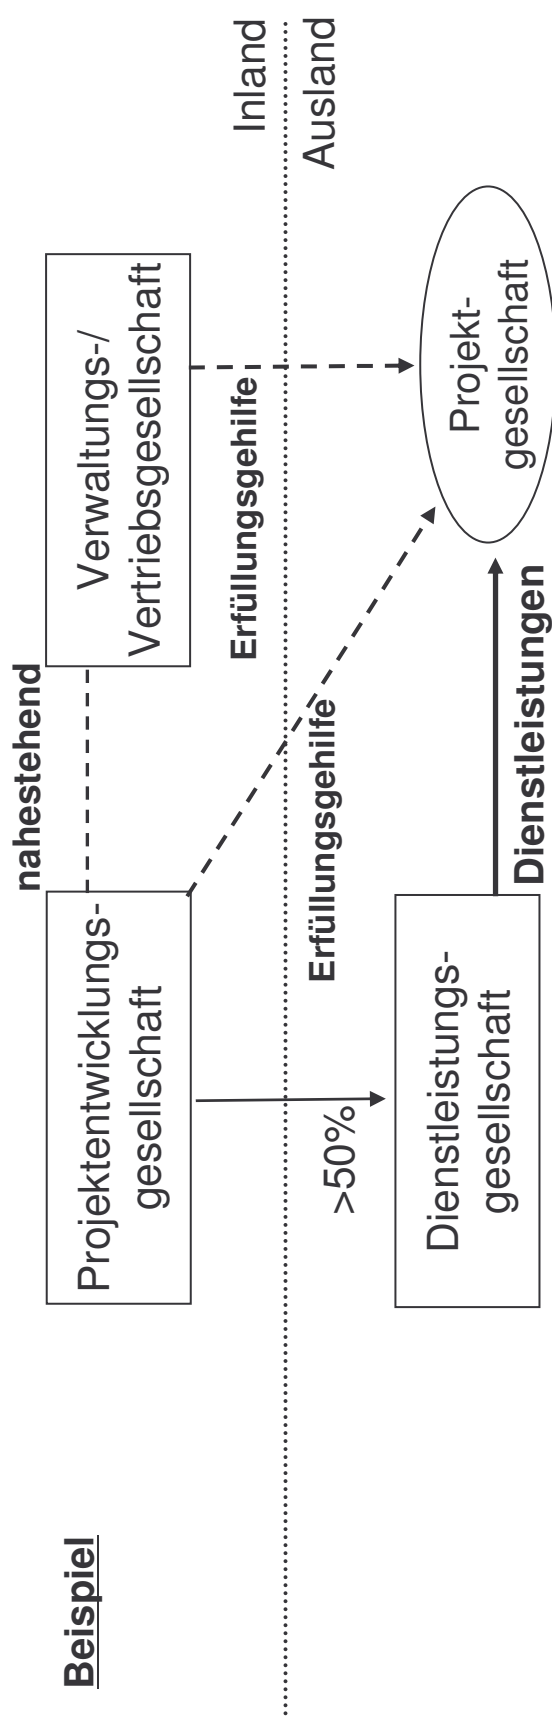 Beispiel
nahestehend
Projektentwicklungs-
gesellschaft
Verwaltungs-/
Vertriebsgesellschaft
Erfüllungsgehilfe
Inland
Ausland
>50%
Erfüllungsgehilfe
Dienstleistungs-
gesellschaft
Projekt-
gesellschaft
Dienstleistungen